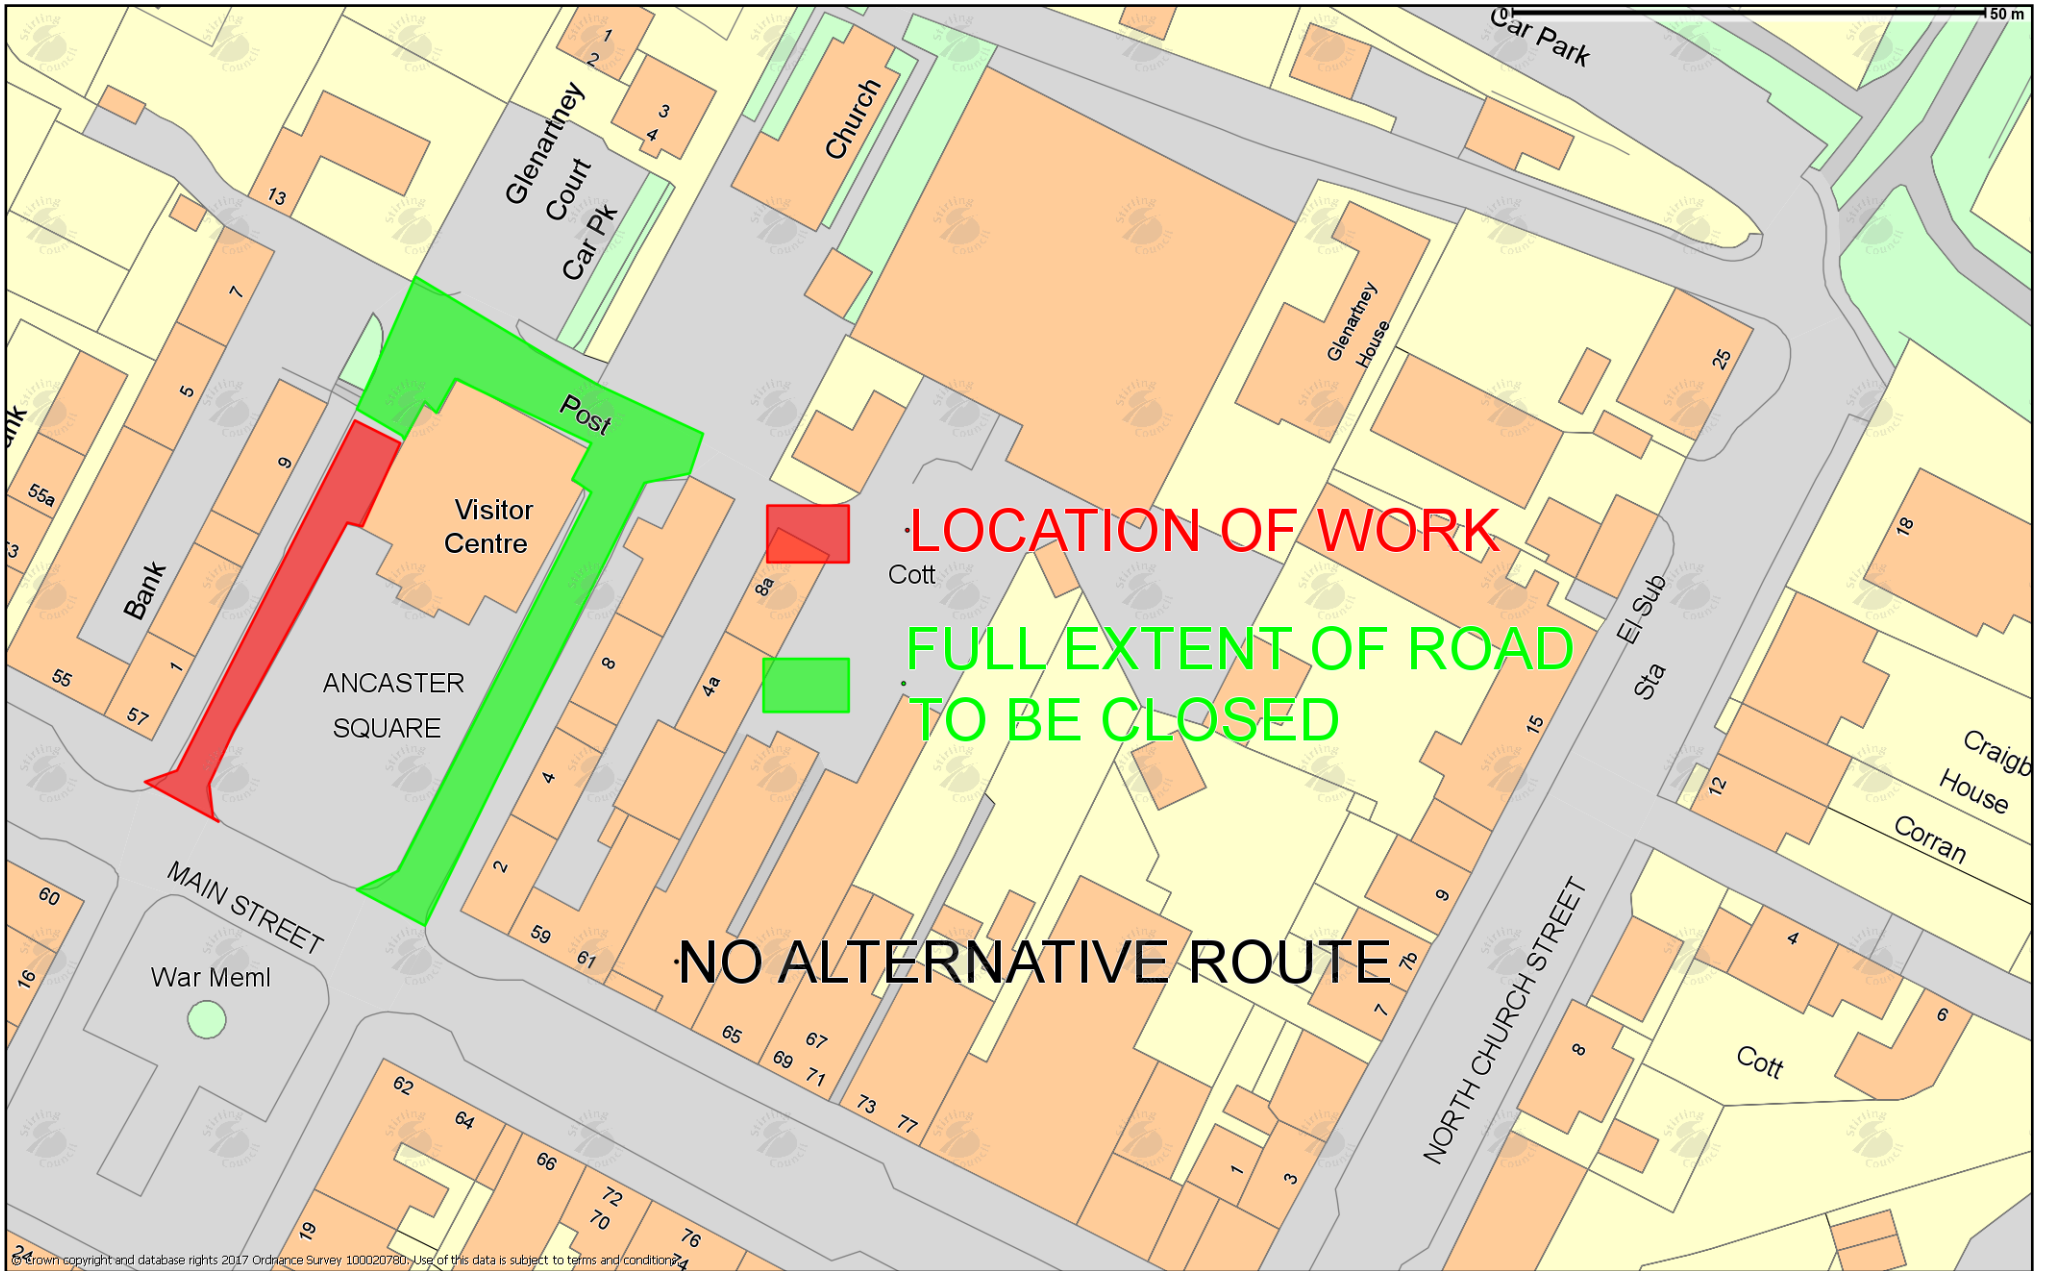 0 50 m
Car Park
1
2
3
4
Glenartney
Court
Car Pk
Church
13
7
5
9
Bank
1
55a
53
55
57
Post
Visitor
Centre
ANCASTER
SQUARE
Glenartney
House
25
18
LOCATION OF WORK
Cott
8a
FULL EXTENT OF ROAD
TO BE CLOSED
8
4a
4
2
El Sub
Sta
15
12
Craigb
House
Corran
MAIN STREET
War Meml
60
16
59
61
NO ALTERNATIVE ROUTE
65
67
69
71
73
77
9
7b
7
NORTH CHURCH STREET
4
6
8
Cott
1
3
62
64
66
72
70
76
74
19
24
Stirling
Council
© Crown copyright and database rights 2017 Ordnance Survey 100020780. Use of this data is subject to terms and conditions.